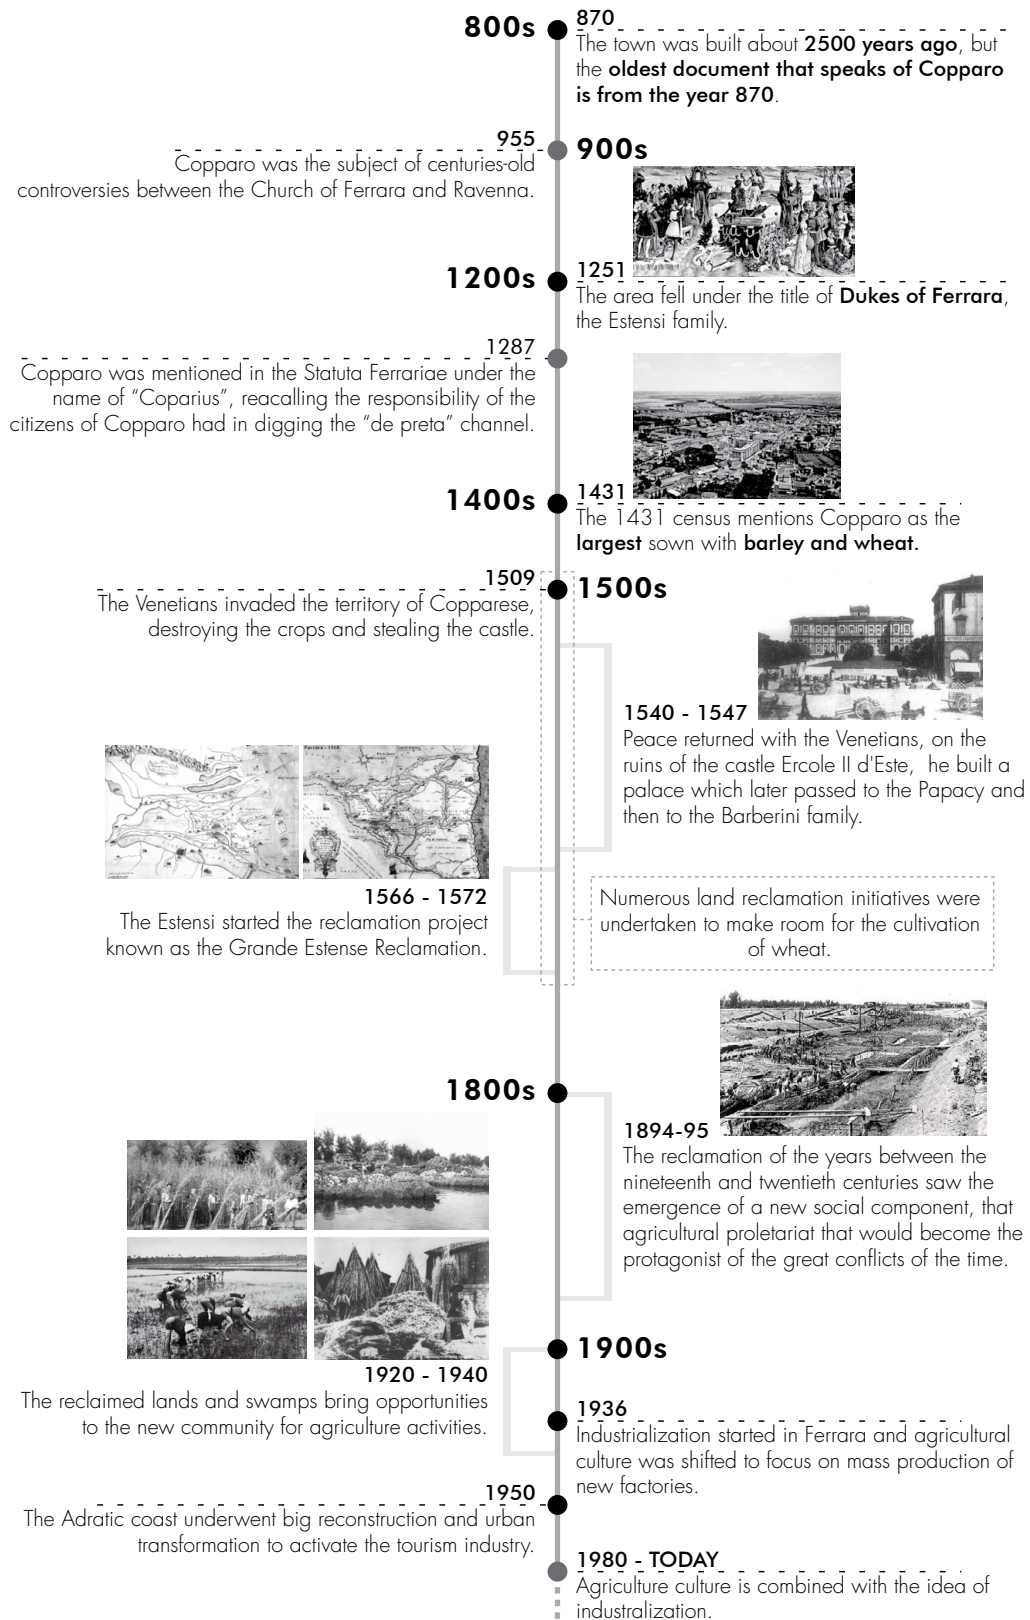 800s
870
The town was built about 2500 years ago, but
the oldest document that speaks of Copparo
is from the year 870.
955
Copparo was the subject of centuries-old
controversies between the Church of Ferrara and Ravenna.
900s
1200s
1251
The area fell under the title of Dukes of Ferrara,
the Estensi family.
1287
Copparo was mentioned in the Statuta Ferrariae under the
name of “Coparius”, reacalling the responsibility of the
citizens of Copparo had in digging the “de preta” channel.
1400s
1431
The 1431 census mentions Copparo as the
largest sown with barley and wheat.
1509
The Venetians invaded the territory of Copparese,
destroying the crops and stealing the castle.
1500s
1540 - 1547
Peace returned with the Venetians, on the
ruins of the castle Ercole II d'Este,  he built a
palace which later passed to the Papacy and
then to the Barberini family.
1566 - 1572
The Estensi started the reclamation project
known as the Grande Estense Reclamation.
Numerous land reclamation initiatives were
undertaken to make room for the cultivation
of wheat.
1800s
1894-95
The reclamation of the years between the
nineteenth and twentieth centuries saw the
emergence of a new social component, that
agricultural proletariat that would become the
protagonist of the great conflicts of the time.
1900s
1920 - 1940
The reclaimed lands and swamps bring opportunities
to the new community for agriculture activities.
1936
Industrialization started in Ferrara and agricultural
culture was shifted to focus on mass production of
new factories.
1950
The Adratic coast underwent big reconstruction and urban
transformation to activate the tourism industry.
1980 - TODAY
Agriculture culture is combined with the idea of
industralization.